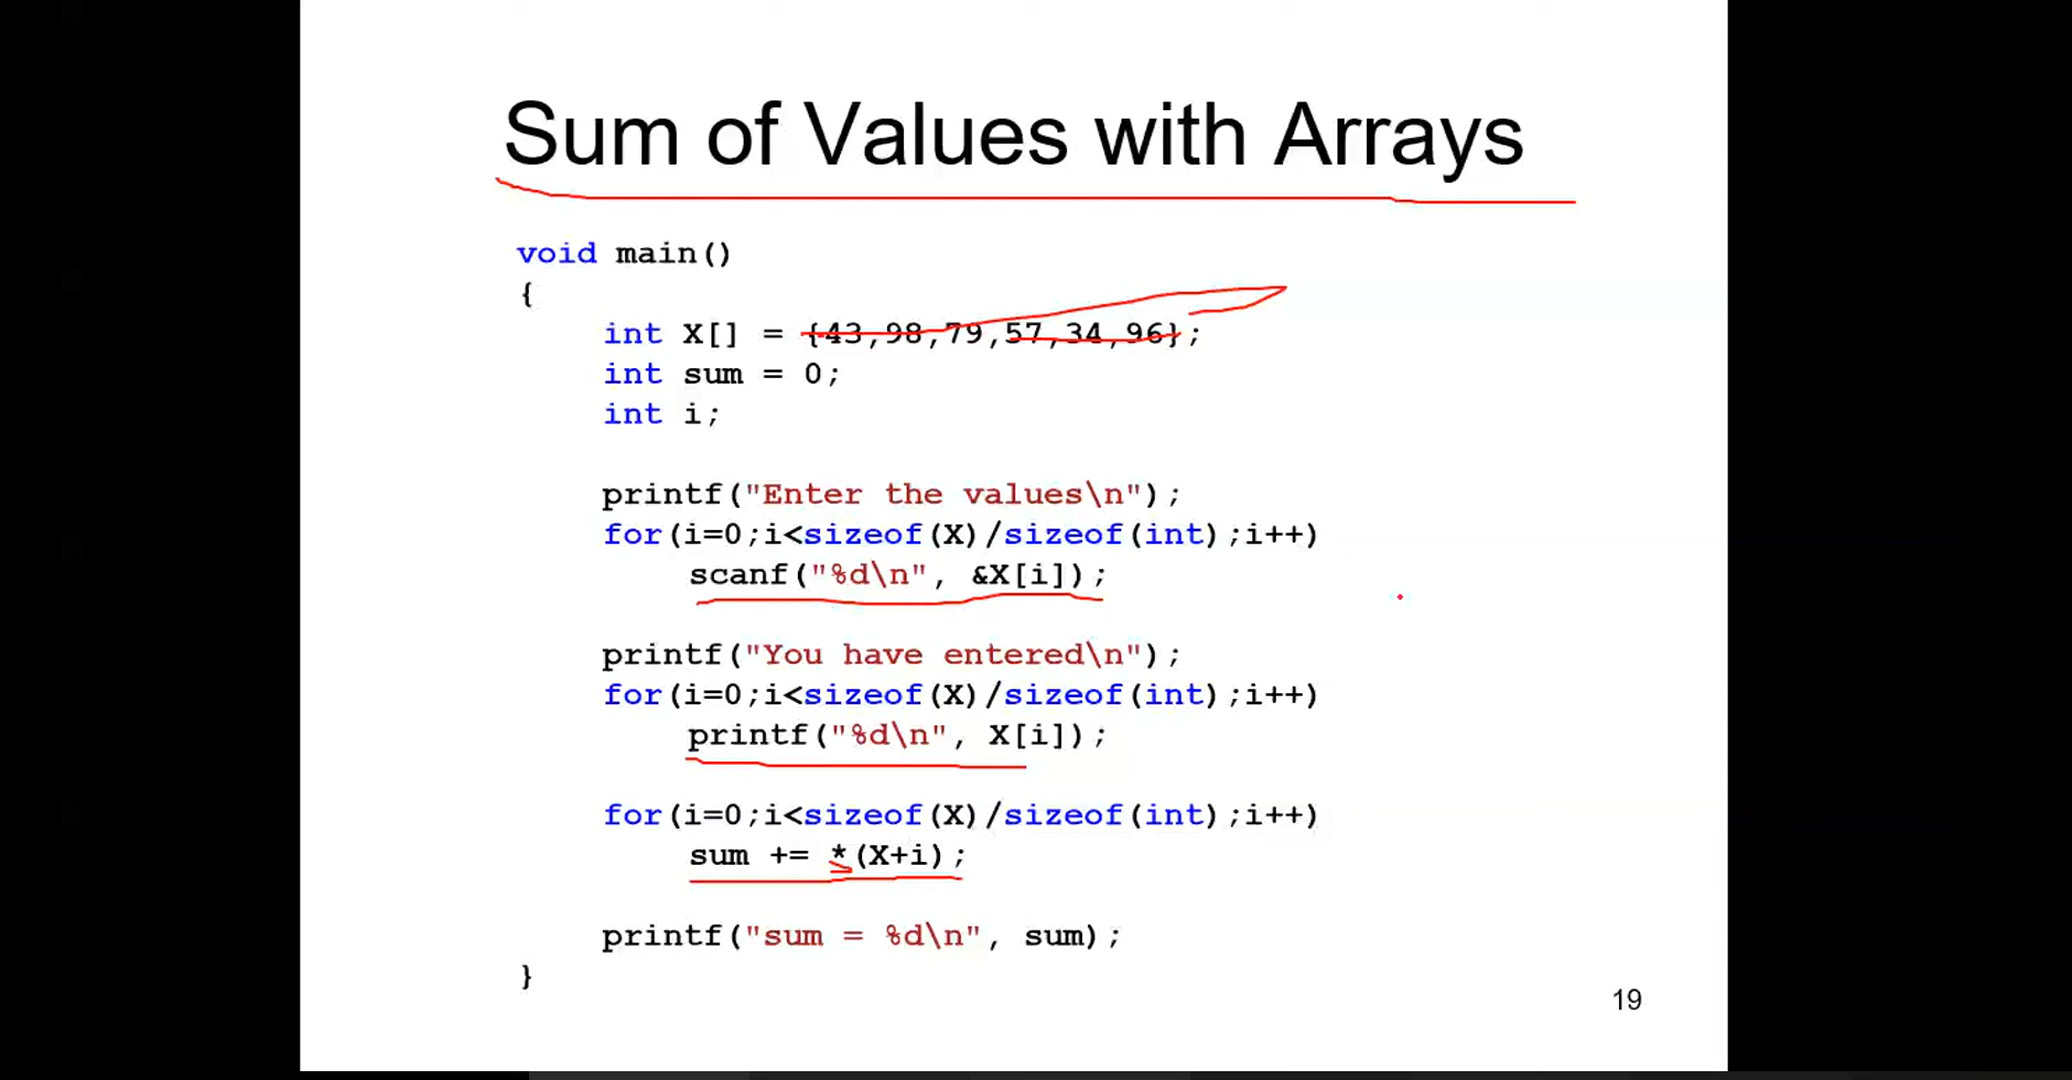 Sum of Values with Arrays
void main()
{
int X[] = {43,98,79,57,34,96};
int sum = 0;
int i;
printf("Enter the values\n");
for(i=0;i<sizeof(X)/sizeof(int);i++)
scanf("%d\n", &X[i]);
printf("You have entered\n");
for(i=0;i<sizeof(X)/sizeof(int);i++)
printf("%d\n", X[i]);
for(i=0;i<sizeof(X)/sizeof(int);i++)
sum += *(X+i);
printf("sum = %d\n", sum);
}
19